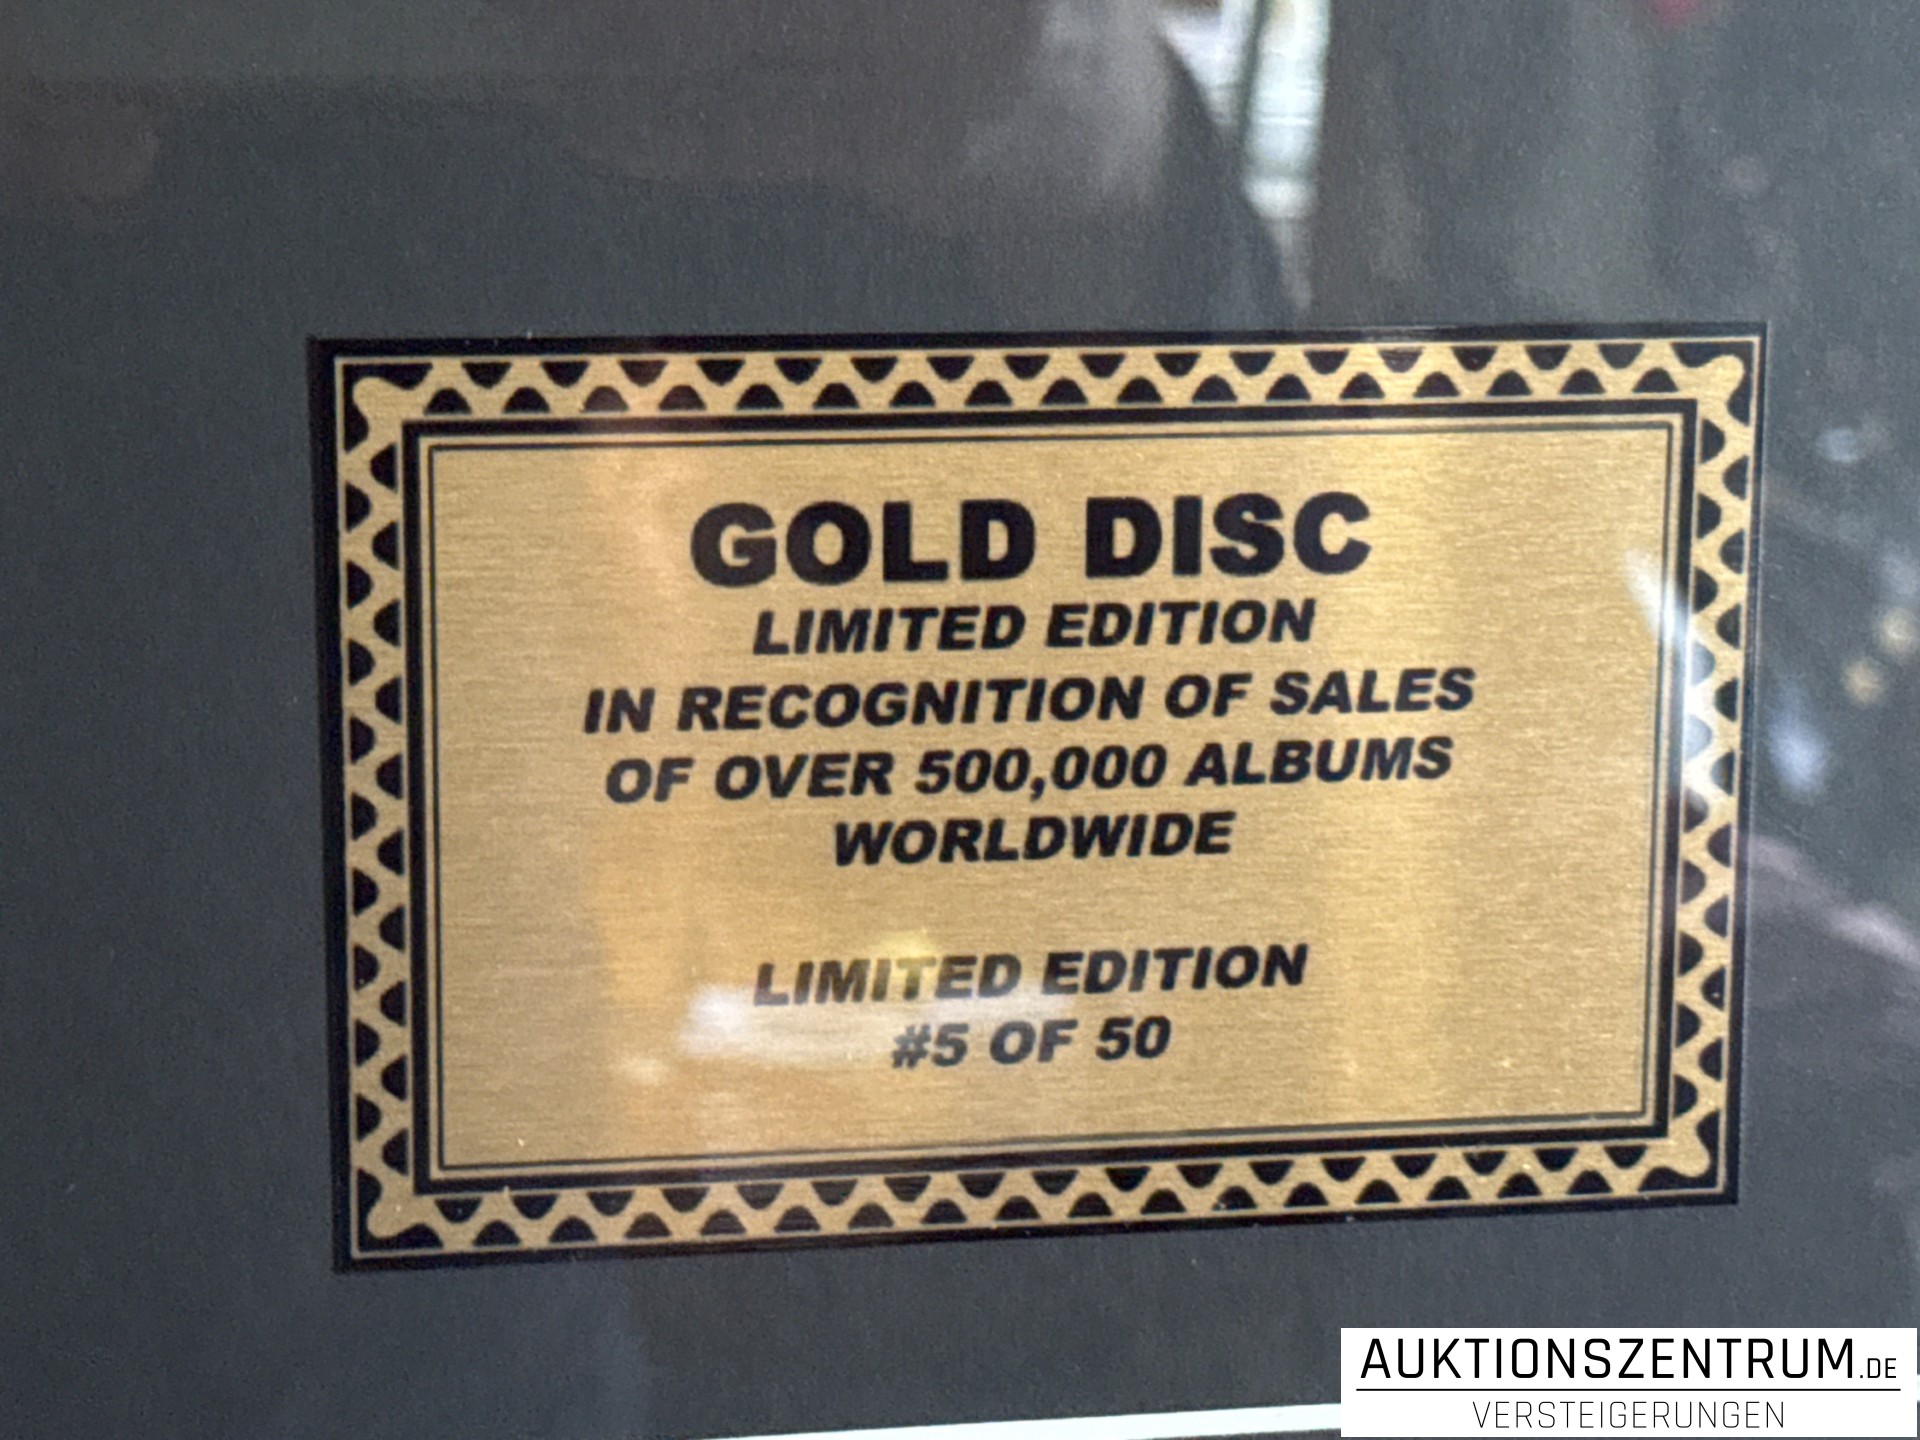 GOLD DISC
LIMITED EDITION
IN RECOGNITION OF SALES
OF OVER 500,000 ALBUMS
WORLDWIDE
LIMITED EDITION
#5 OF 50
AUKTIONSZENTRUM.DE
VERSTEIGERUNGEN